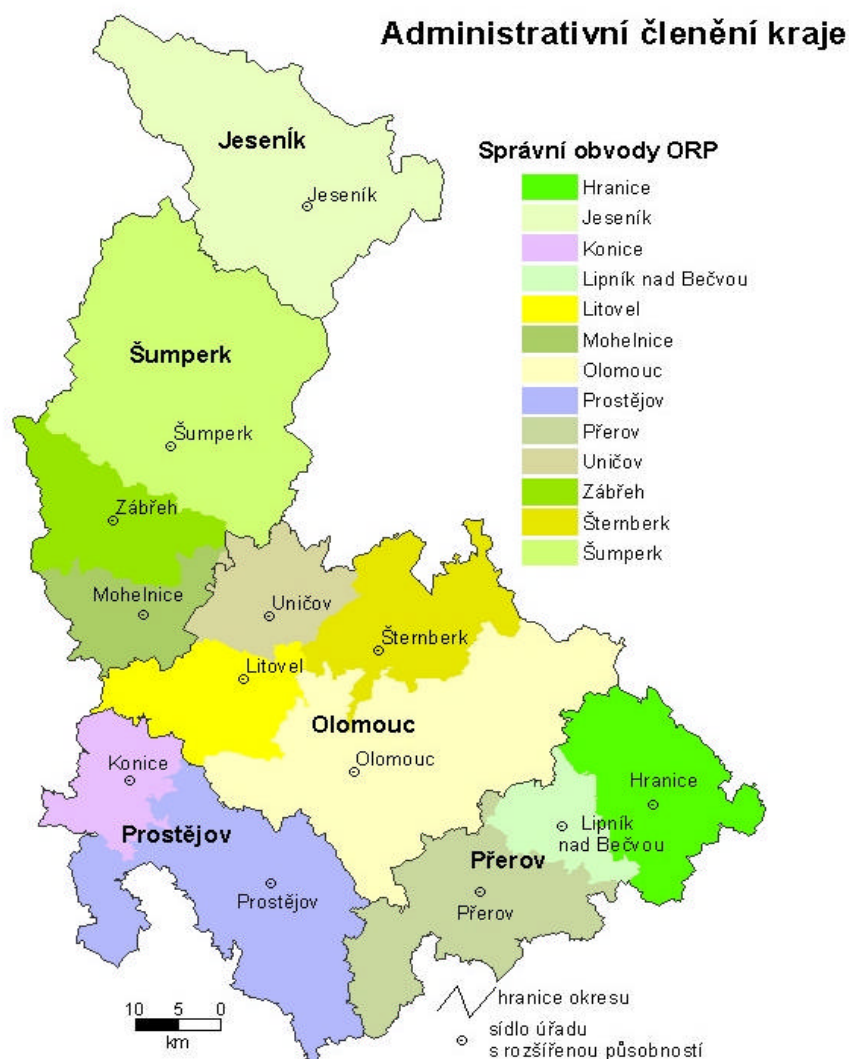 Administrativní členění kraje
Jeseník
Jeseník
Správní obvody ORP
Hranice
Jeseník
Konice
Lipník nad Bečvou
Litovel
Mohelnice
Olomouc
Prostějov
Přerov
Uničov
Zábřeh
Šternberk
Šumperk
Šumperk
Šumperk
Zábřeh
Mohelnice
Uničov
Šternberk
Litovel
Olomouc
Olomouc
Konice
Hranice
Prostějov
Lipník
nad Bečvou
Přerov
Prostějov
Přerov
10 5 0
km
hranice okresu
sídlo úřadu
s rozšířenou působností